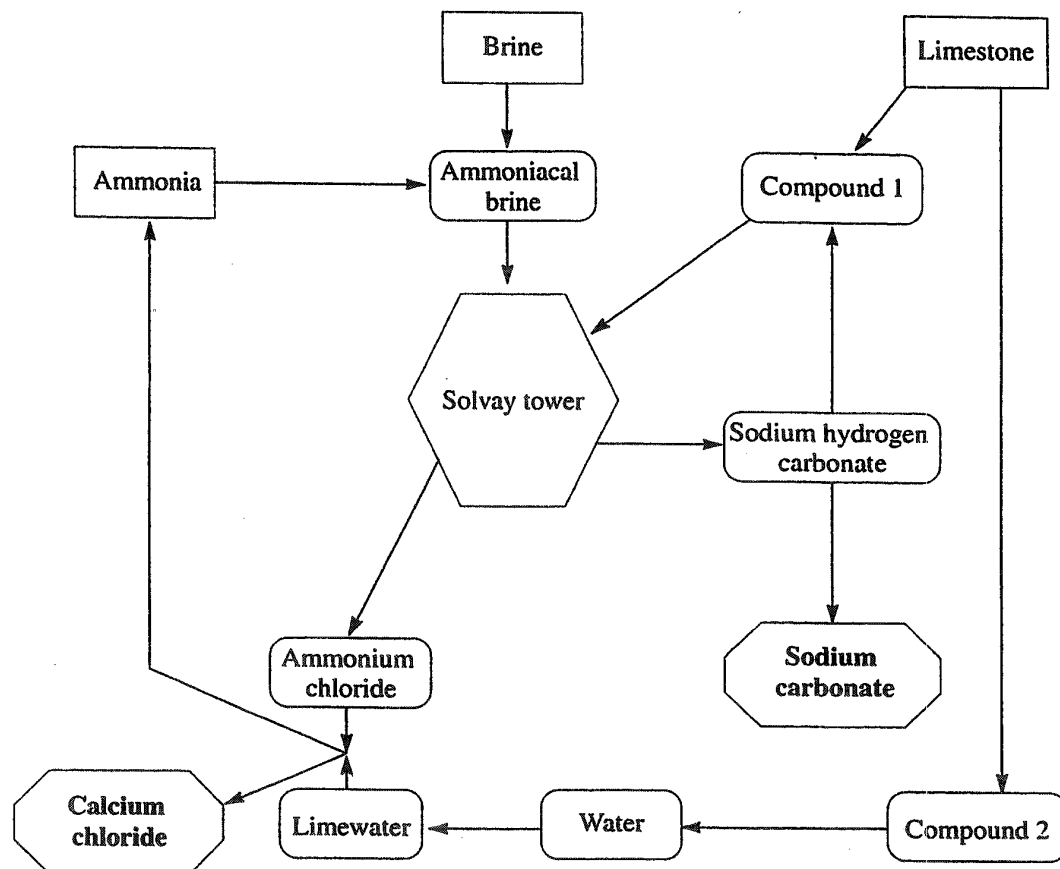 Brine
Limestone
Ammonia
Ammoniacal
brine
Compound 1
Solvay tower
Sodium hydrogen
carbonate
Ammonium
chloride
Sodium
carbonate
Calcium
chloride
Limewater
Water
Compound 2